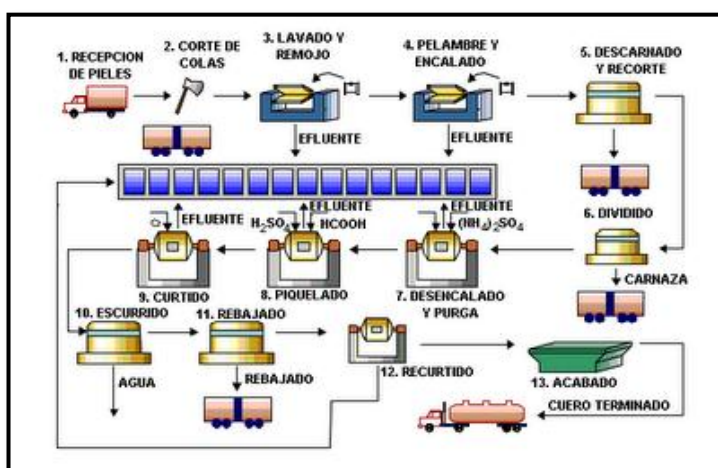 1. RECEPCION
DE PIELES
2. CORTE DE
COLAS
3. LAVADO Y
REMOJO
4. PELAMBRE Y
ENCALADO
5. DESCARNADO
Y RECORTE
EFLUENTE
EFLUENTE
EFLUENTE
H2SO4
EFLUENTE
HCOOH
EFLUENTE
(NH4)2SO4
6. DIVIDIDO
CARNAZA
9. CURTIDO
8. PIQUELADO
7. DESENCALADO
Y PURGA
10. ESCURRIDO
11. REBAJADO
12. RECURTIDO
13. ACABADO
AGUA
REBAJADO
CUERO TERMINADO